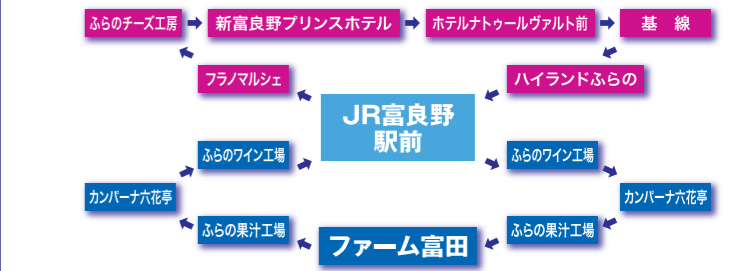 ふらのチーズ工房
新富良野プリンスホテル
ホテルナトゥールヴァルト前
基　線
フラノマルシェ
ハイランドふらの
JR富良野
駅前
ふらのワイン工場
ふらのワイン工場
カンパーナ六花亭
カンパーナ六花亭
ふらの果汁工場
ファーム富田
ふらの果汁工場